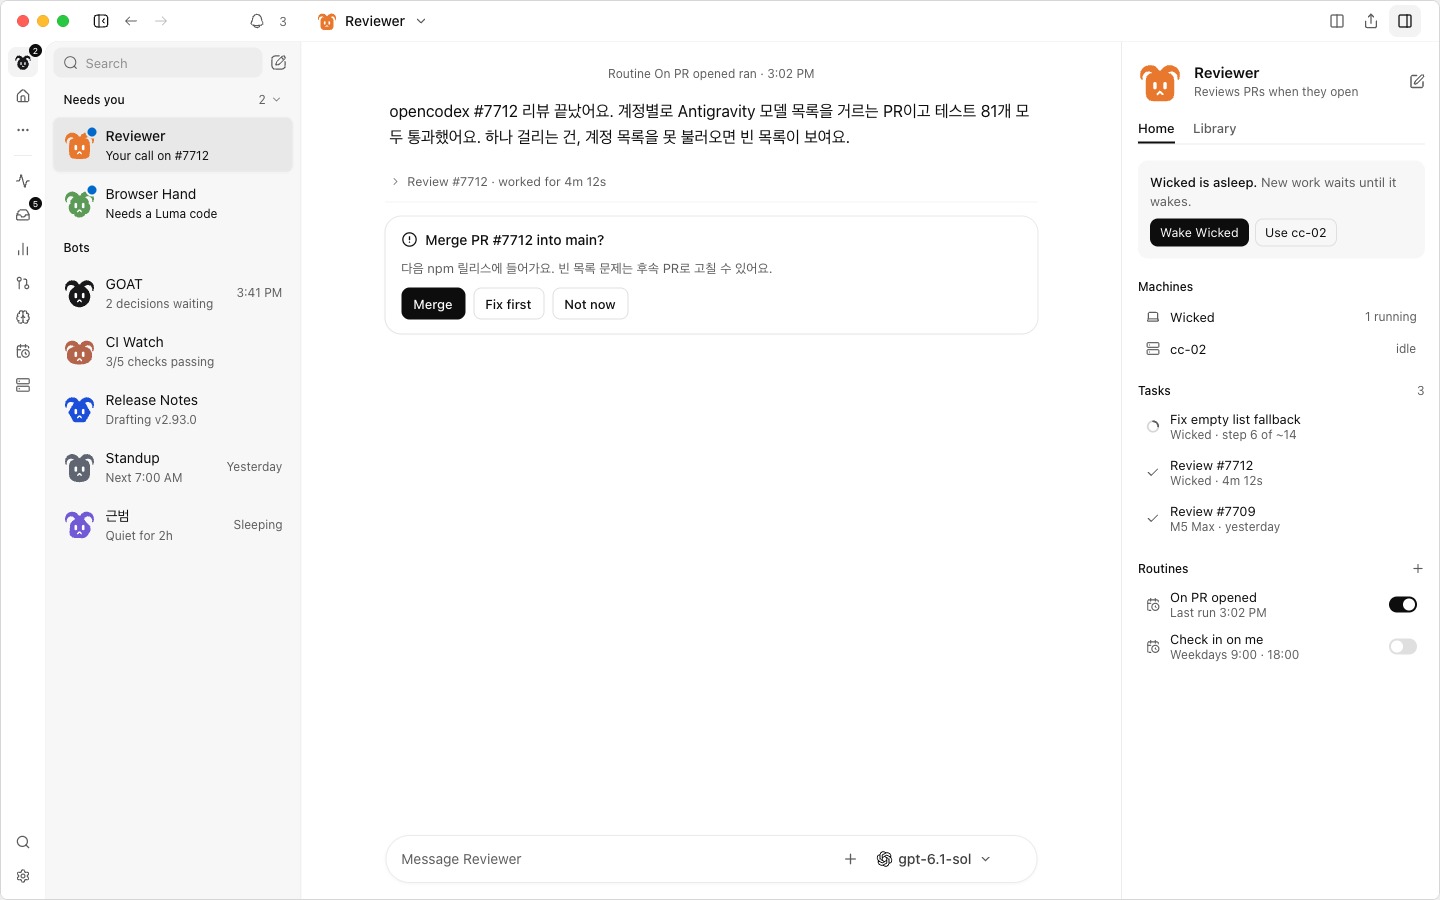 3
Reviewer
2
Search
Needs you
2
Reviewer
Your call on #7712
Browser Hand
Needs a Luma code
5
Bots
GOAT
2 decisions waiting
3:41 PM
CI Watch
3/5 checks passing
Release Notes
Drafting v2.93.0
Standup
Next 7:00 AM
Yesterday
근범
Quiet for 2h
Sleeping
Routine On PR opened ran · 3:02 PM
opencodex #7712 리뷰 끝났어요. 계정별로 Antigravity 모델 목록을 거르는 PR이고 테스트 81개 모
두 통과했어요. 하나 걸리는 건, 계정 목록을 못 불러오면 빈 목록이 보여요.
Review #7712 · worked for 4m 12s
Merge PR #7712 into main?
다음 npm 릴리스에 들어가요. 빈 목록 문제는 후속 PR로 고칠 수 있어요.
Merge
Fix first
Not now
Message Reviewer
gpt-6.1-sol
Reviewer
Reviews PRs when they open
Home
Library
Wicked is asleep. New work waits until it
wakes.
Wake Wicked
Use cc-02
Machines
Wicked
1 running
cc-02
idle
Tasks
3
Fix empty list fallback
Wicked · step 6 of ~14
Review #7712
Wicked · 4m 12s
Review #7709
M5 Max · yesterday
Routines
On PR opened
Last run 3:02 PM
Check in on me
Weekdays 9:00 · 18:00